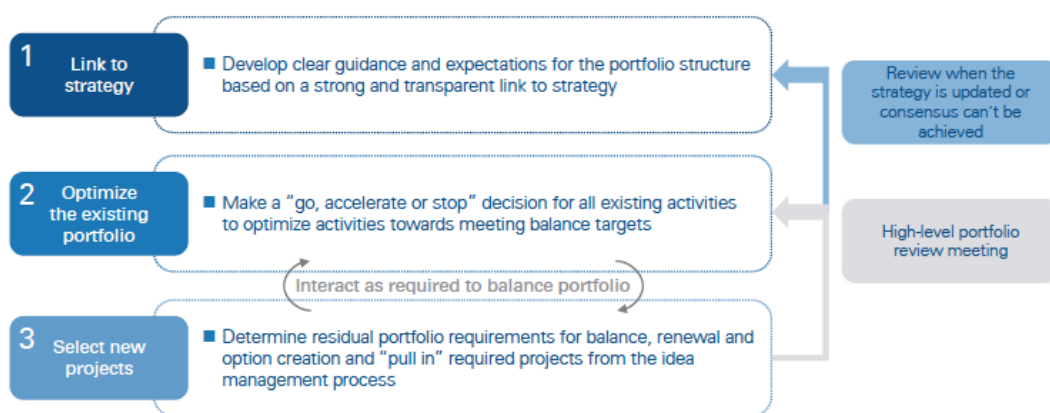 1
Link to
strategy
■ Develop clear guidance and expectations for the portfolio structure
based on a strong and transparent link to strategy
Review when the
strategy is updated or
consensus can't be
achieved
2
Optimize
the existing
portfolio
■ Make a “go, accelerate or stop” decision for all existing activities
to optimize activities towards meeting balance targets
High-level portfolio
review meeting
Interact as required to balance portfolio
3
Select new
projects
■ Determine residual portfolio requirements for balance, renewal and
option creation and “pull in” required projects from the idea
management process